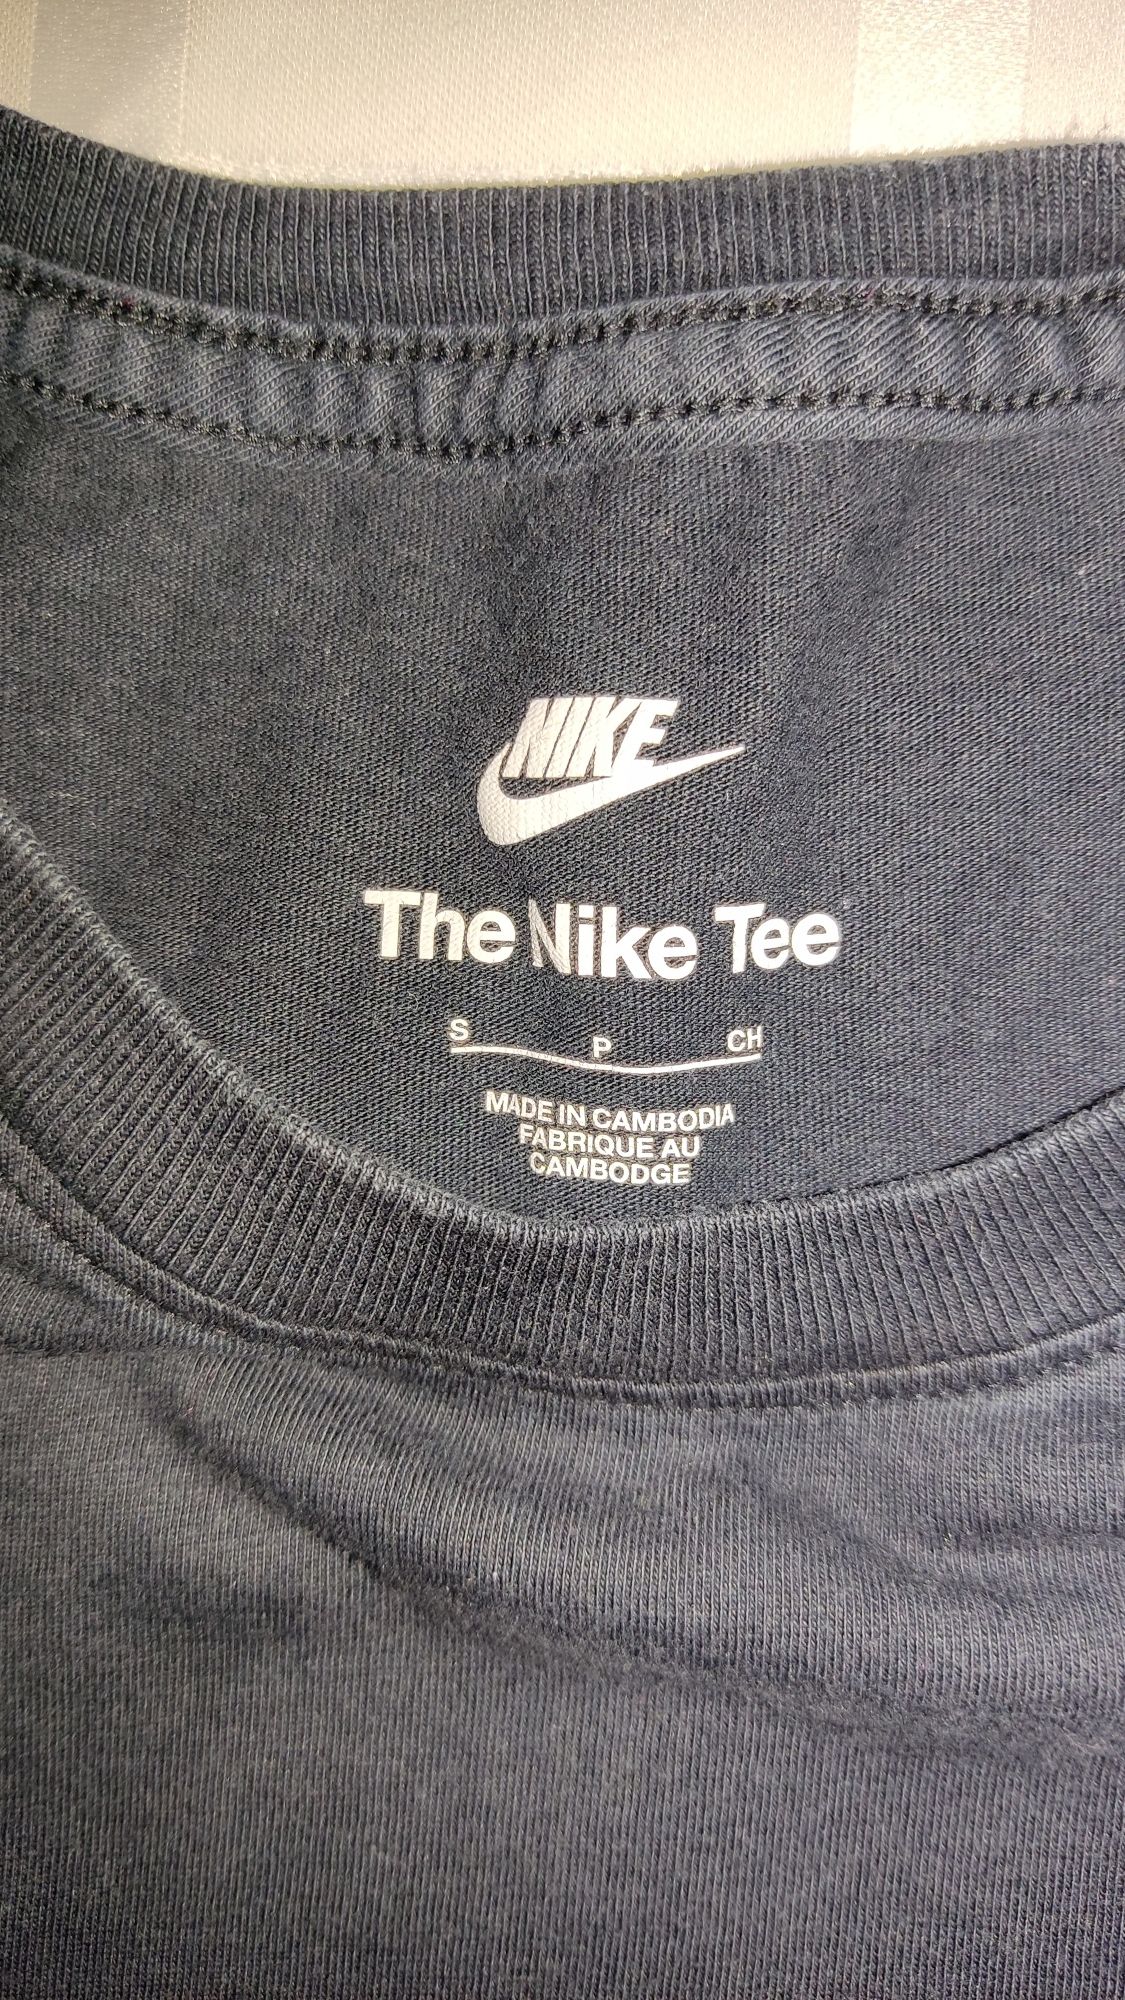 NIKE
The Nike Tee
S P CH
MADE IN CAMBODIA
FABRIQUE AU
CAMBODGE